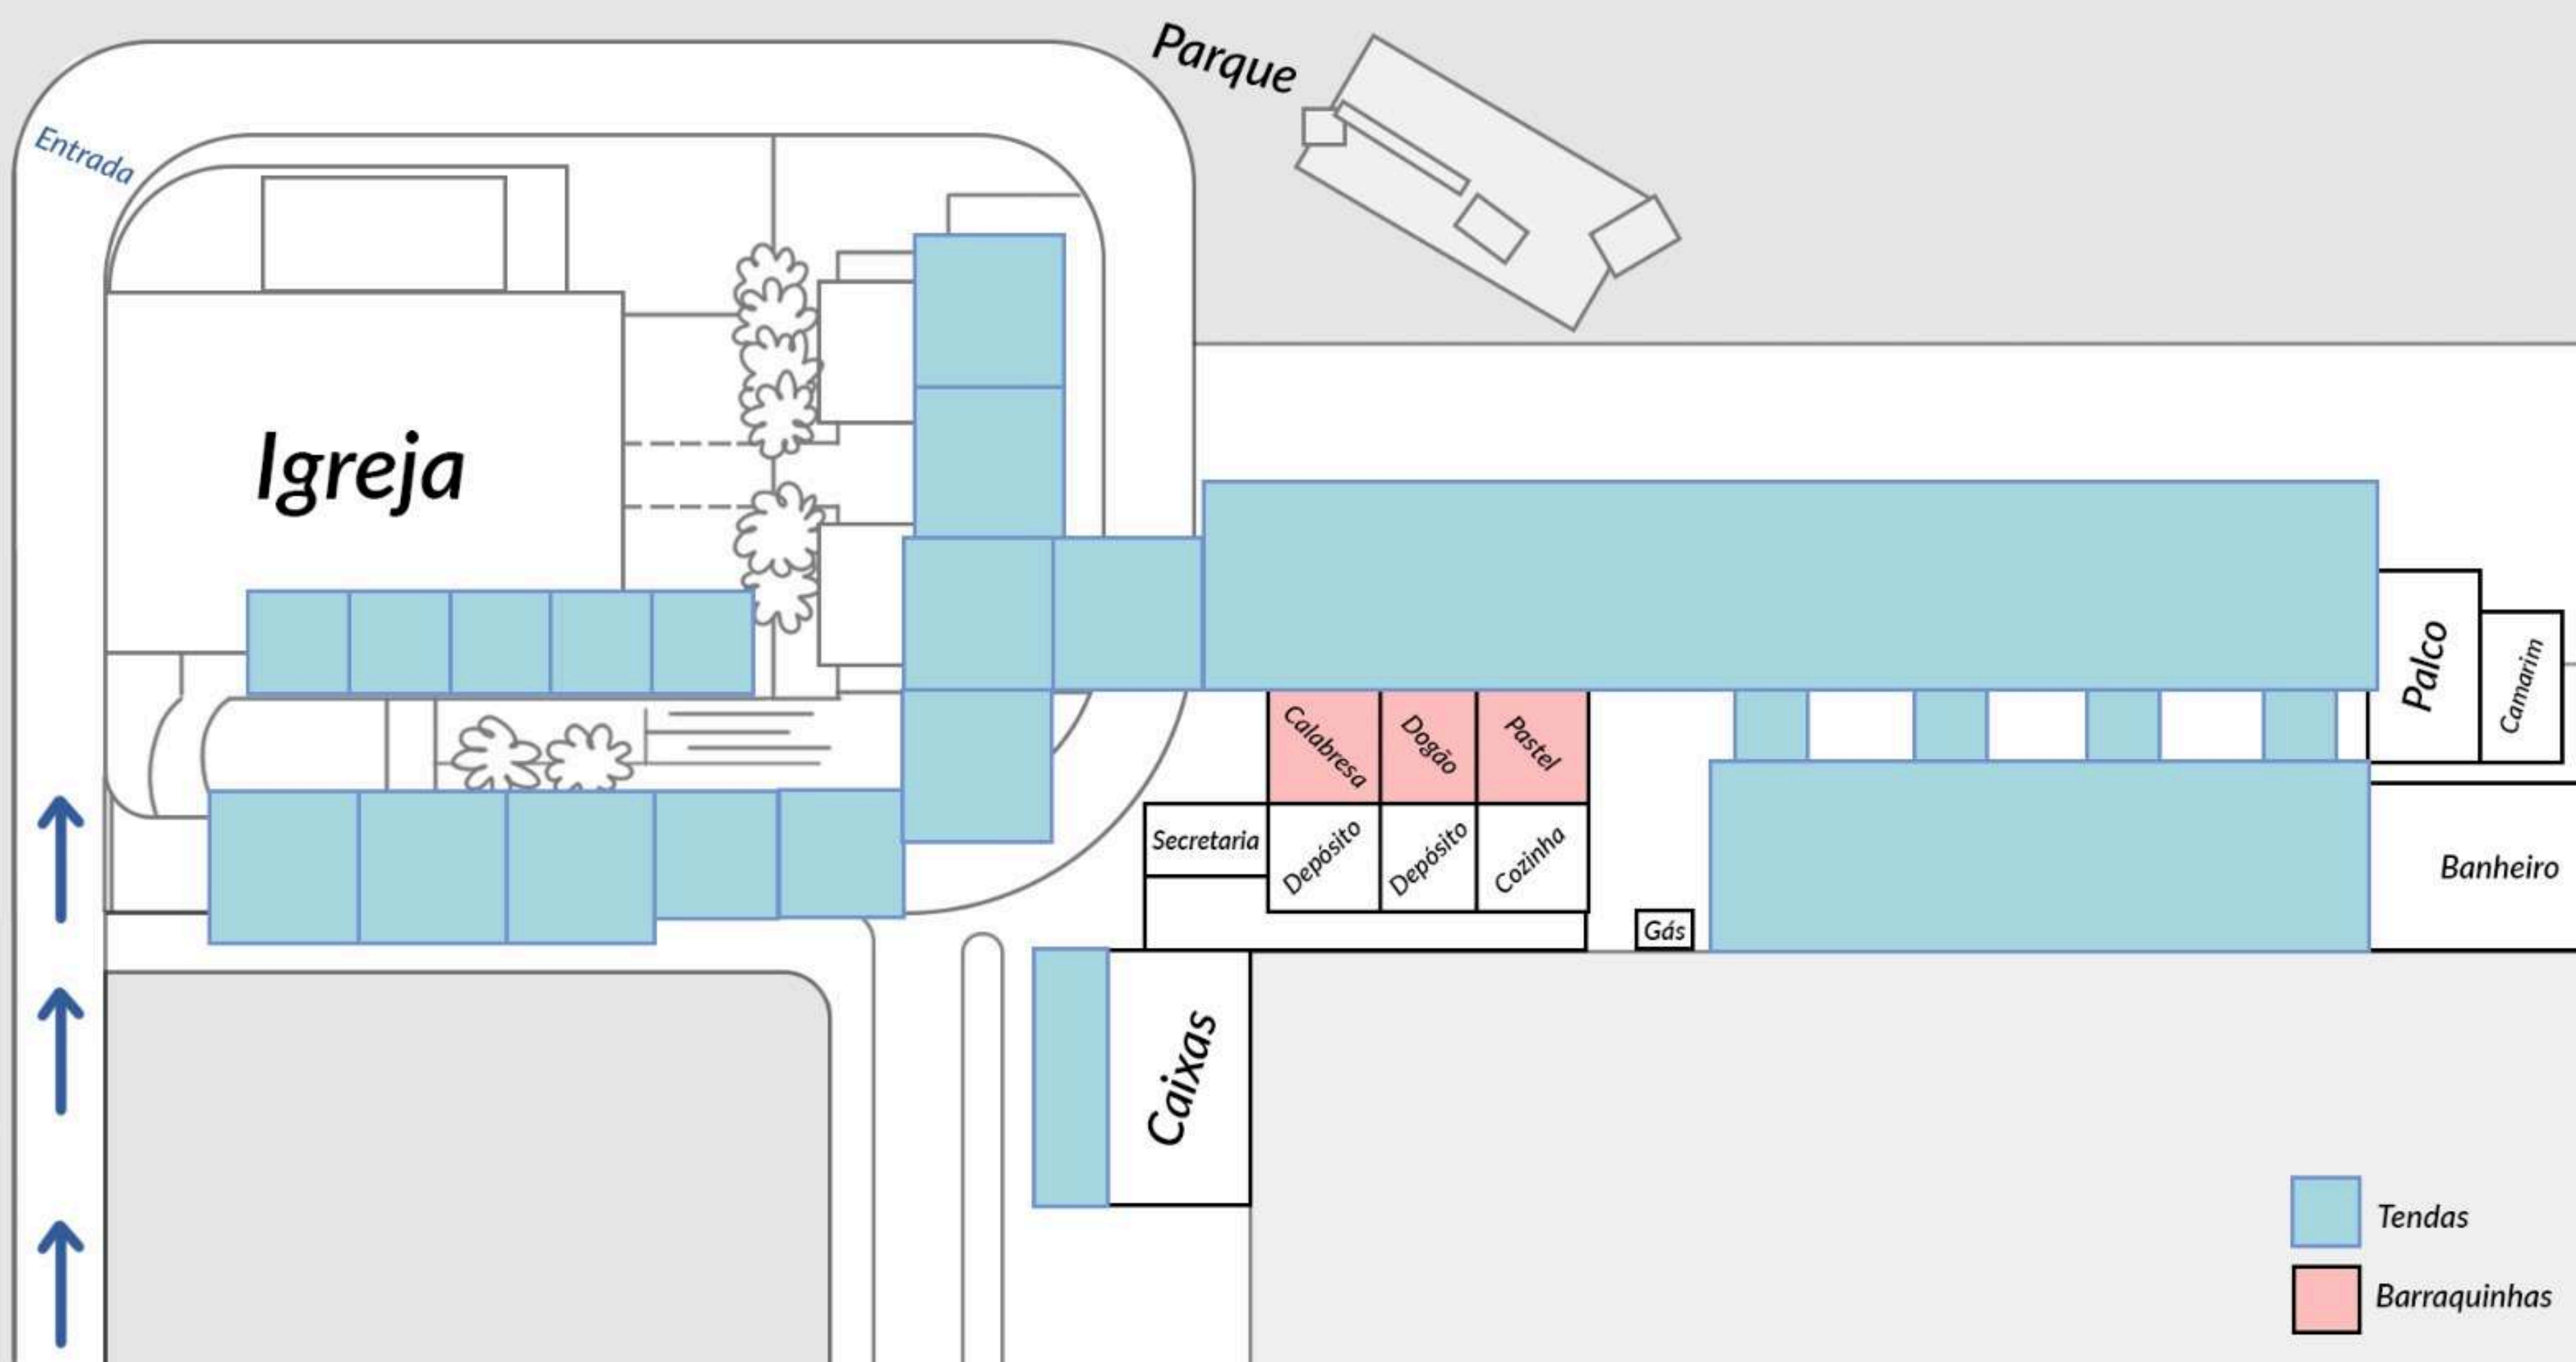 Parque
Entrada
Igreja
Palco
Camarim
Calabresa
Dogão
Pastel
Secretaria
Depósito
Depósito
Cozinha
Banheiro
Gás
Caixas
Tendas
Barraquinhas